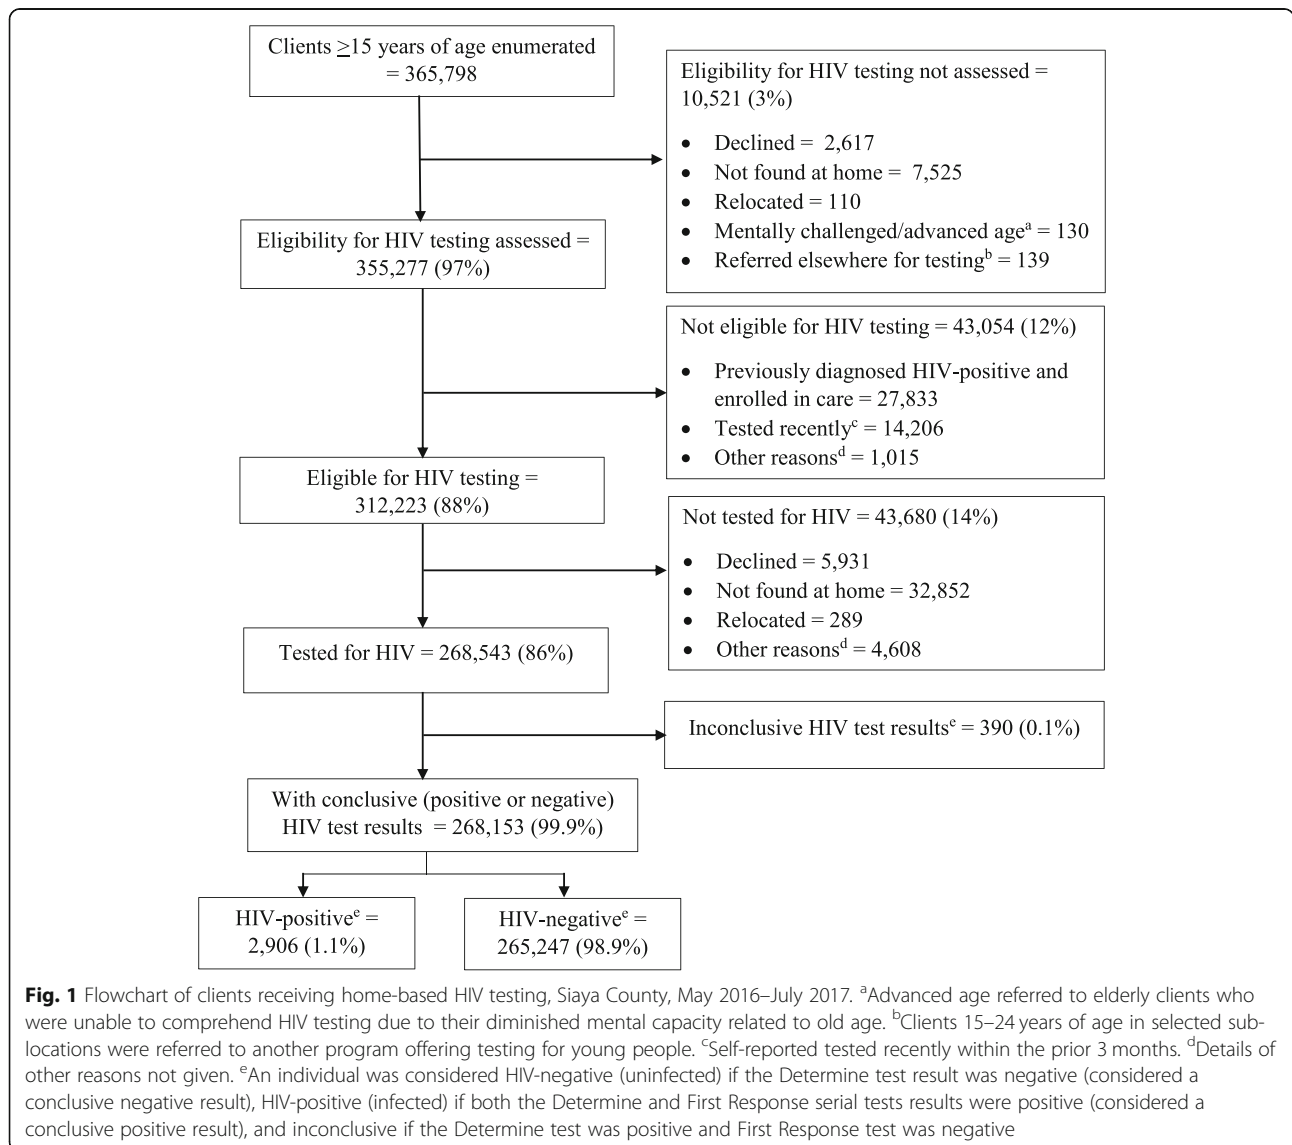 Clients ≥15 years of age enumerated
= 365,798
Eligibility for HIV testing not assessed =
10,521 (3%)
• Declined = 2,617
• Not found at home = 7,525
• Relocated = 110
• Mentally challenged/advanced ageᵃ = 130
• Referred elsewhere for testingᵇ = 139
Eligibility for HIV testing assessed =
355,277 (97%)
Not eligible for HIV testing = 43,054 (12%)
• Previously diagnosed HIV-positive and
enrolled in care = 27,833
• Tested recentlyᶜ = 14,206
• Other reasonsᵈ = 1,015
Eligible for HIV testing =
312,223 (88%)
Not tested for HIV = 43,680 (14%)
• Declined = 5,931
• Not found at home = 32,852
• Relocated = 289
• Other reasonsᵈ = 4,608
Tested for HIV = 268,543 (86%)
Inconclusive HIV test resultsᵉ = 390 (0.1%)
With conclusive (positive or negative)
HIV test results = 268,153 (99.9%)
HIV-positiveᵉ =
2,906 (1.1%)
HIV-negativeᵉ =
265,247 (98.9%)
Fig. 1 Flowchart of clients receiving home-based HIV testing, Siaya County, May 2016–July 2017. ᵃAdvanced age referred to elderly clients who
were unable to comprehend HIV testing due to their diminished mental capacity related to old age. ᵇClients 15–24 years of age in selected sub-
locations were referred to another program offering testing for young people. ᶜSelf-reported tested recently within the prior 3 months. ᵈDetails of
other reasons not given. ᵉAn individual was considered HIV-negative (uninfected) if the Determine test result was negative (considered a
conclusive negative result), HIV-positive (infected) if both the Determine and First Response serial tests results were positive (considered a
conclusive positive result), and inconclusive if the Determine test was positive and First Response test was negative